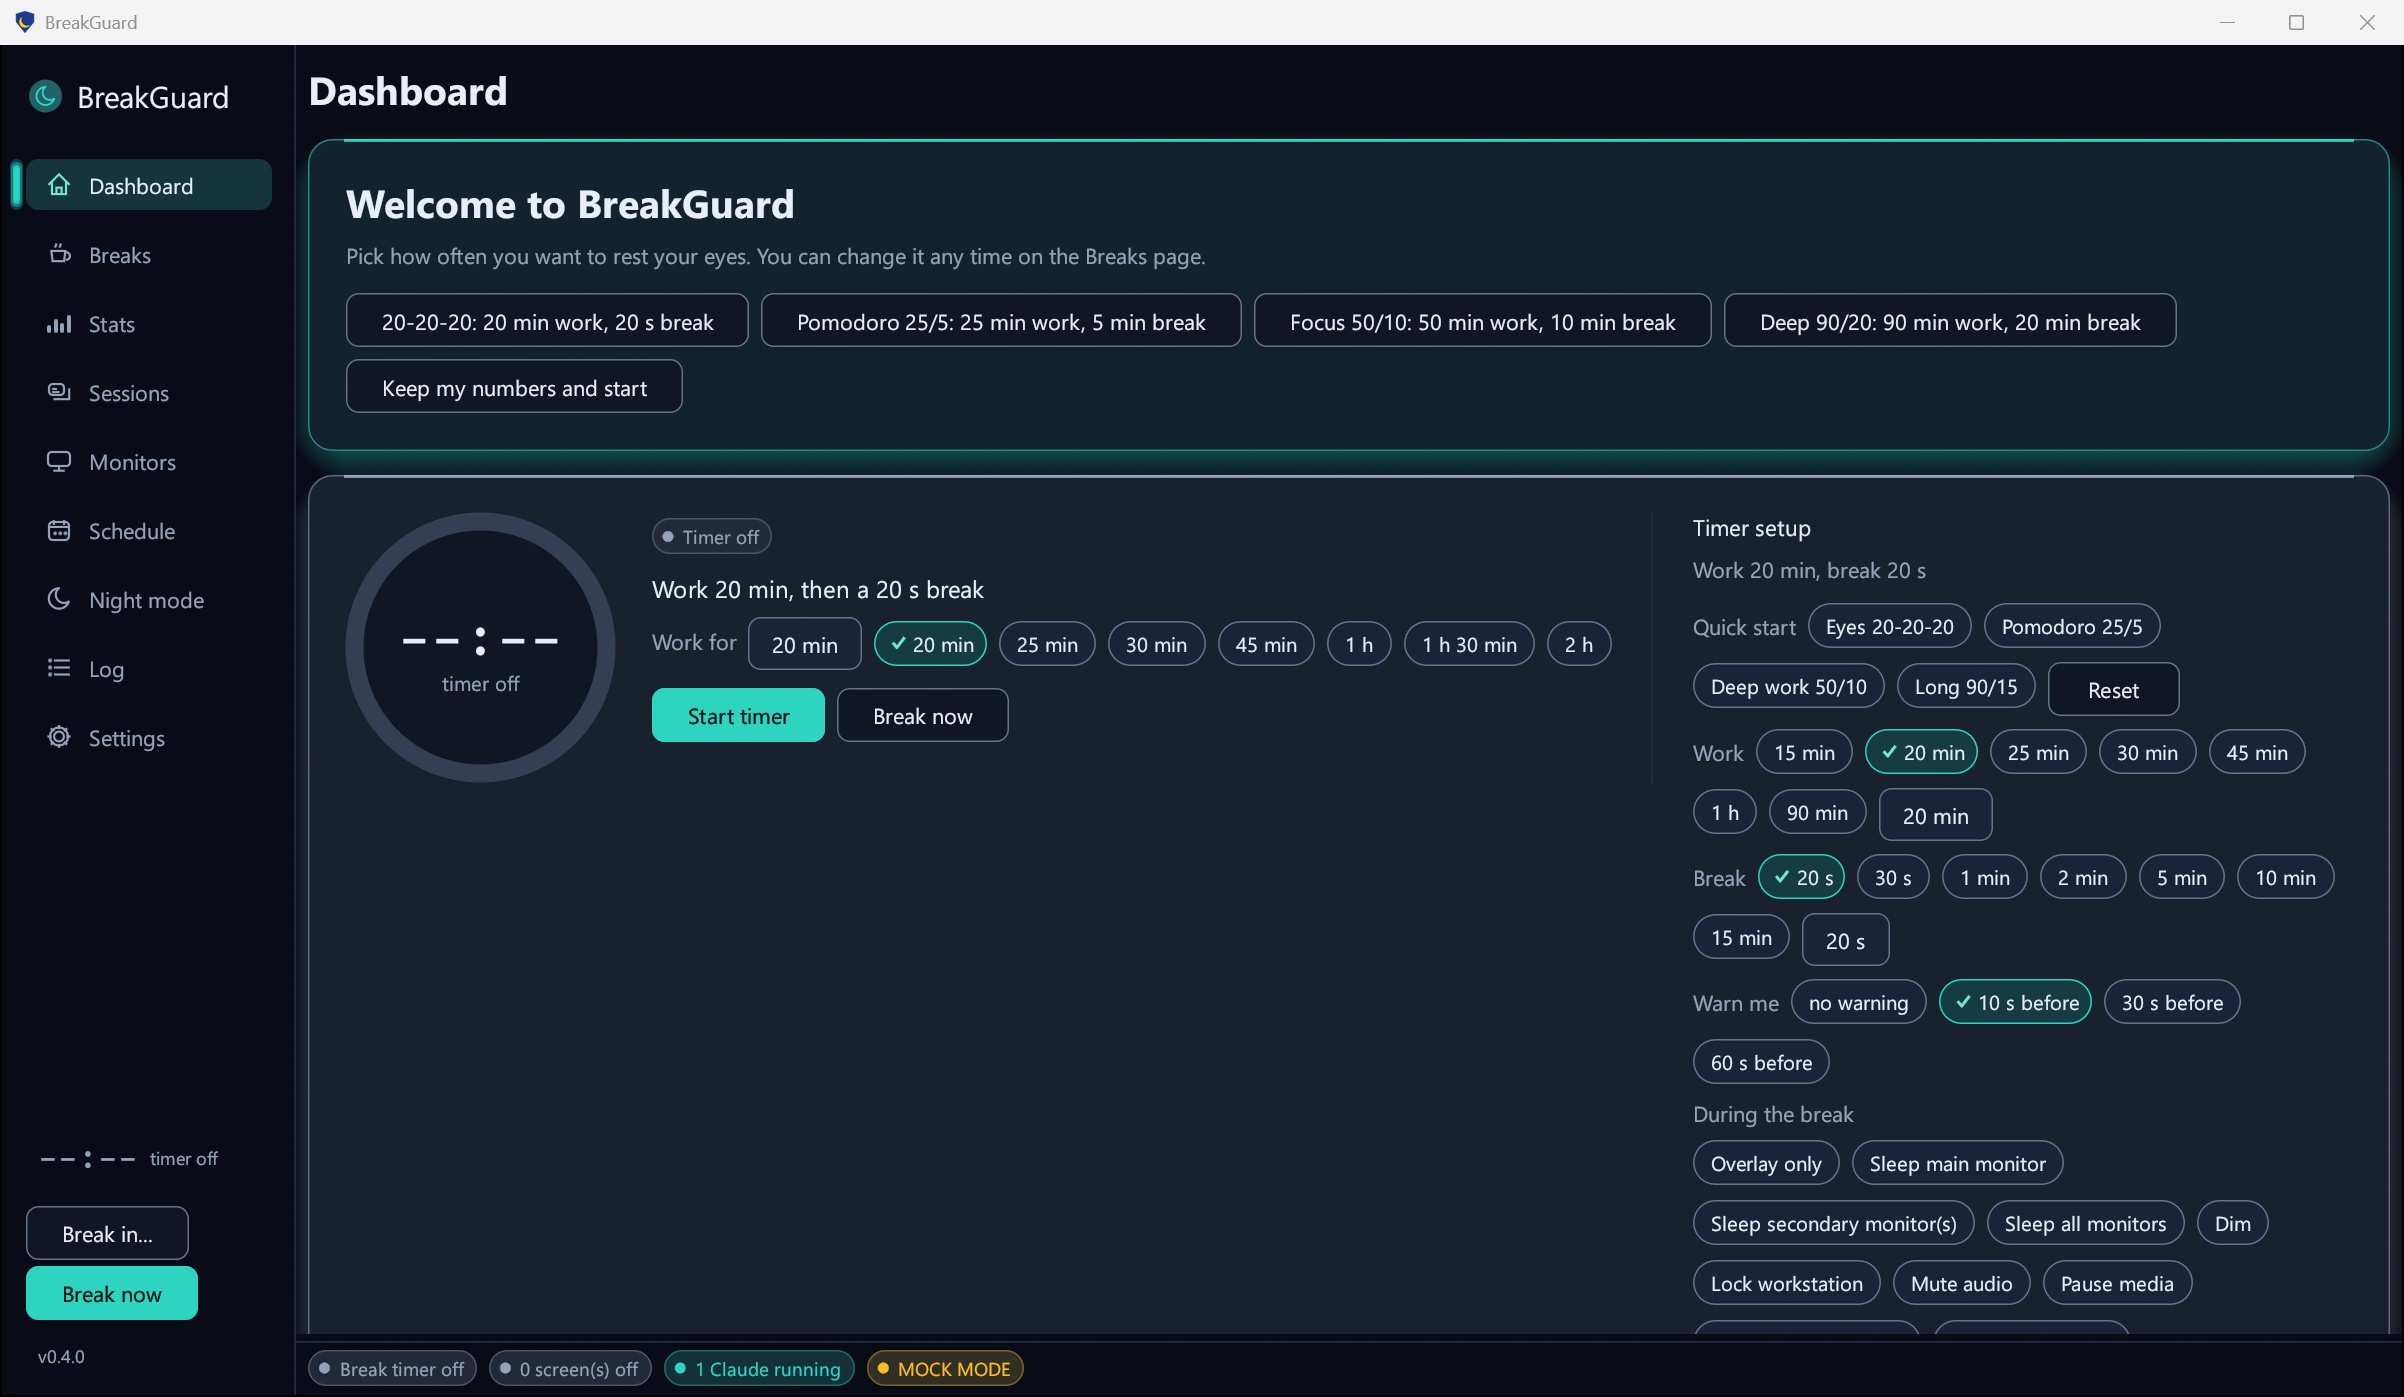 BreakGuard
BreakGuard
Dashboard
Breaks
Stats
Sessions
Monitors
Schedule
Night mode
Log
Settings
--:-- timer off
Break in...
Break now
v0.4.0
Dashboard
Welcome to BreakGuard
Pick how often you want to rest your eyes. You can change it any time on the Breaks page.
20-20-20: 20 min work, 20 s break Pomodoro 25/5: 25 min work, 5 min break Focus 50/10: 50 min work, 10 min break Deep 90/20: 90 min work, 20 min break
Keep my numbers and start
--:--
timer off
Timer off
Work 20 min, then a 20 s break
Work for 20 min 20 min 25 min 30 min 45 min 1 h 1 h 30 min 2 h
Start timer Break now
Timer setup
Work 20 min, break 20 s
Quick start Eyes 20-20-20 Pomodoro 25/5
Deep work 50/10 Long 90/15 Reset
Work 15 min 20 min 25 min 30 min 45 min
1 h 90 min 20 min
Break 20 s 30 s 1 min 2 min 5 min 10 min
15 min 20 s
Warn me no warning 10 s before 30 s before
60 s before
During the break
Overlay only Sleep main monitor
Sleep secondary monitor(s) Sleep all monitors Dim
Lock workstation Mute audio Pause media
Break timer off 0 screen(s) off 1 Claude running MOCK MODE